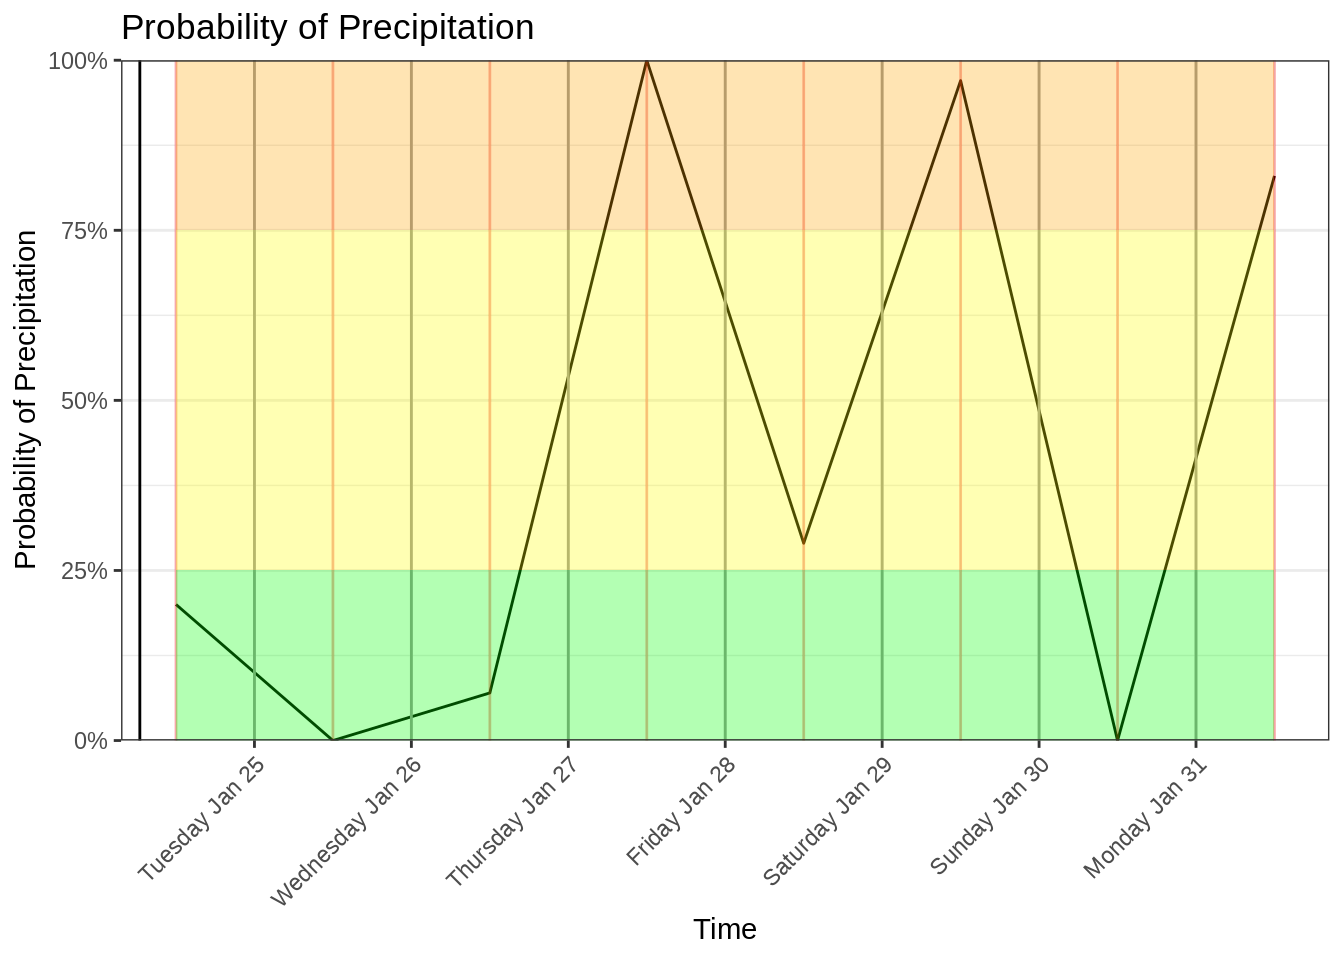 Probability of Precipitation
Probability of Precipitation
100%
75%
50%
25%
0%
Tuesday Jan 25
Wednesday Jan 26
Thursday Jan 27
Friday Jan 28
Saturday Jan 29
Sunday Jan 30
Monday Jan 31
Time